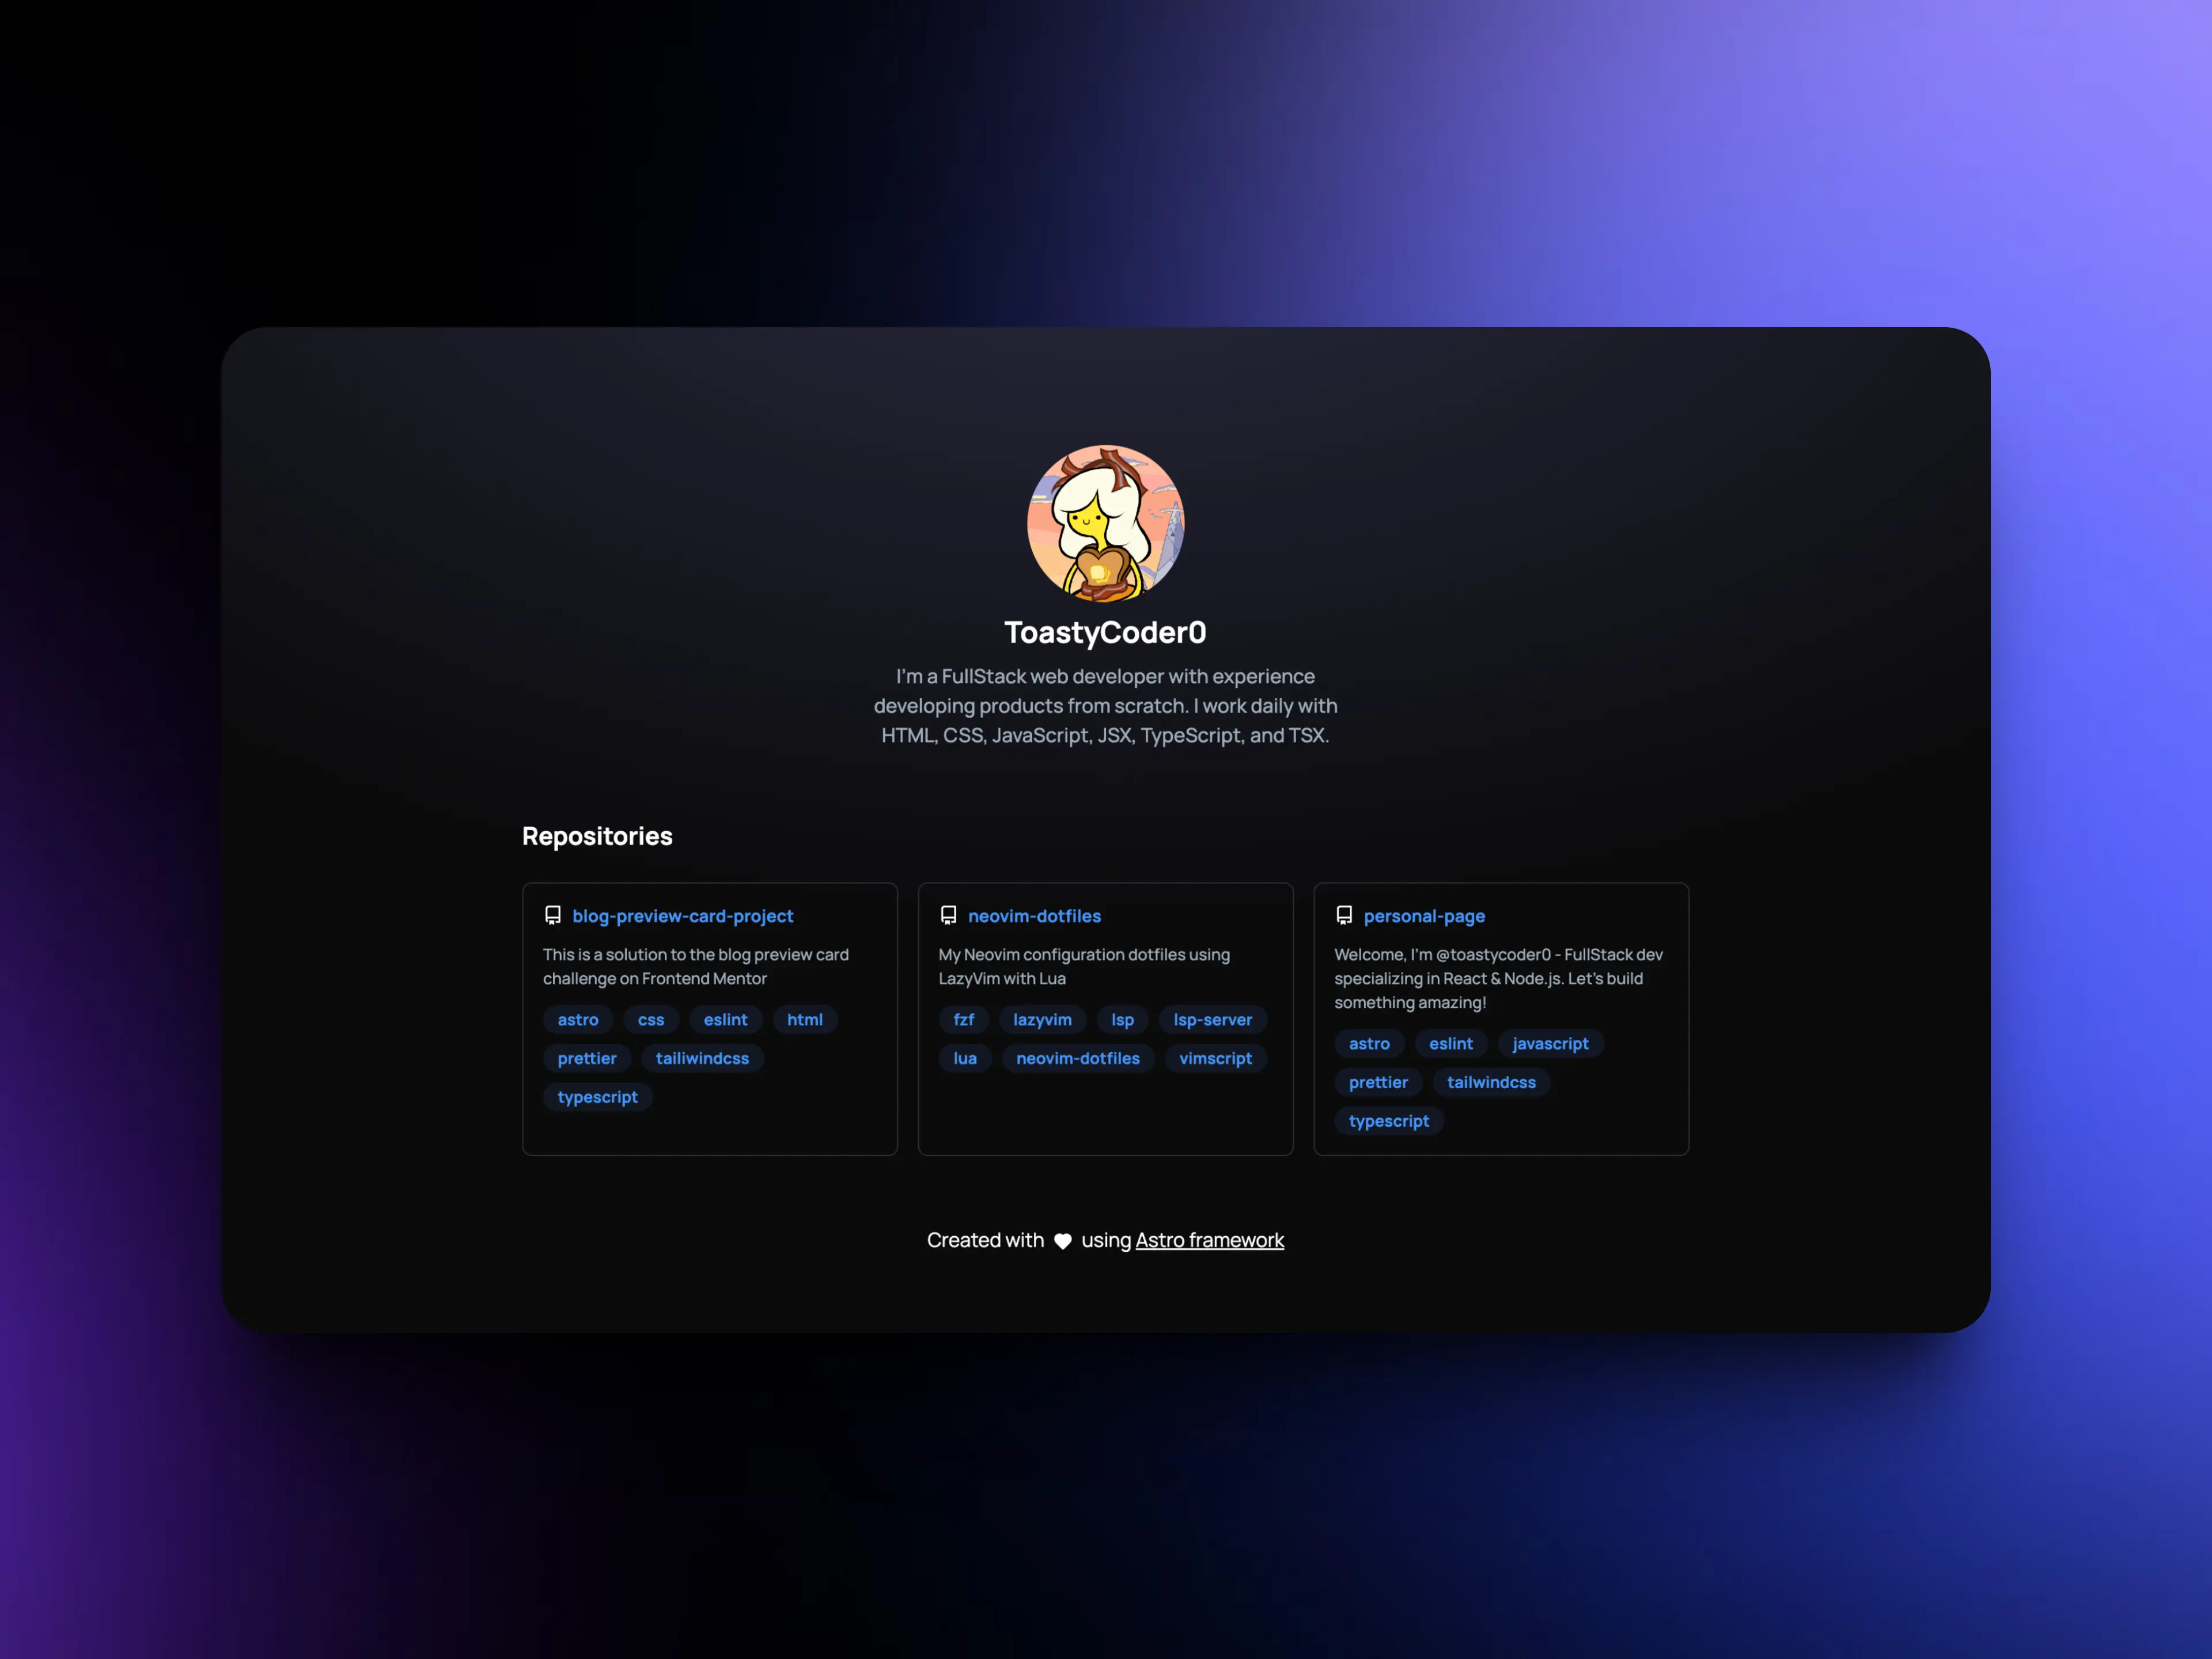 ToastyCoder0
I'm a FullStack web developer with experience
developing products from scratch. I work daily with
HTML, CSS, JavaScript, JSX, TypeScript, and TSX.
Repositories
blog-preview-card-project
This is a solution to the blog preview card
challenge on Frontend Mentor
astro css eslint html
prettier tailiwindcss
typescript
neovim-dotfiles
My Neovim configuration dotfiles using
LazyVim with Lua
fzf lazyvim lsp lsp-server
lua neovim-dotfiles vimscript
personal-page
Welcome, I'm @toastycoder0 - FullStack dev
specializing in React & Node.js. Let's build
something amazing!
astro eslint javascript
prettier tailwindcss
typescript
Created with ♥ using Astro framework